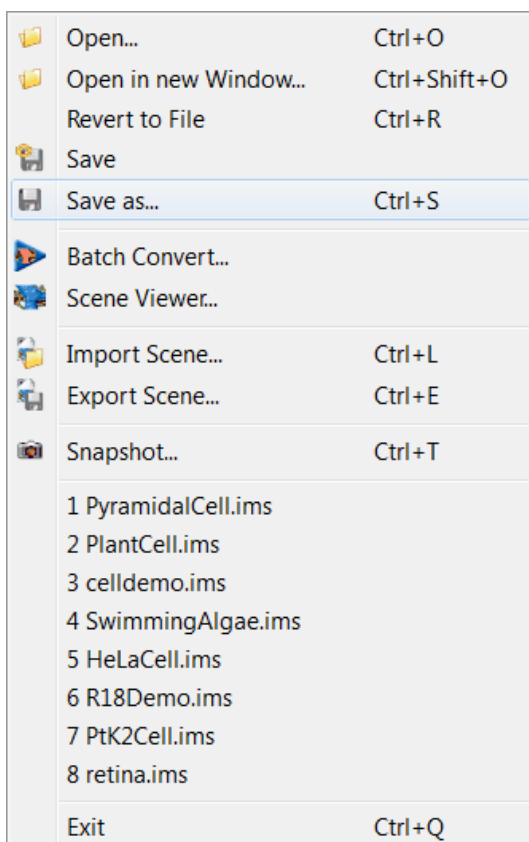 Open... Ctrl+O
Open in new Window... Ctrl+Shift+O
Revert to File Ctrl+R
Save
Save as... Ctrl+S
Batch Convert...
Scene Viewer...
Import Scene... Ctrl+L
Export Scene... Ctrl+E
Snapshot... Ctrl+T
1 PyramidalCell.ims
2 PlantCell.ims
3 celldemo.ims
4 SwimmingAlgae.ims
5 HeLaCell.ims
6 R18Demo.ims
7 PtK2Cell.ims
8 retina.ims
Exit Ctrl+Q